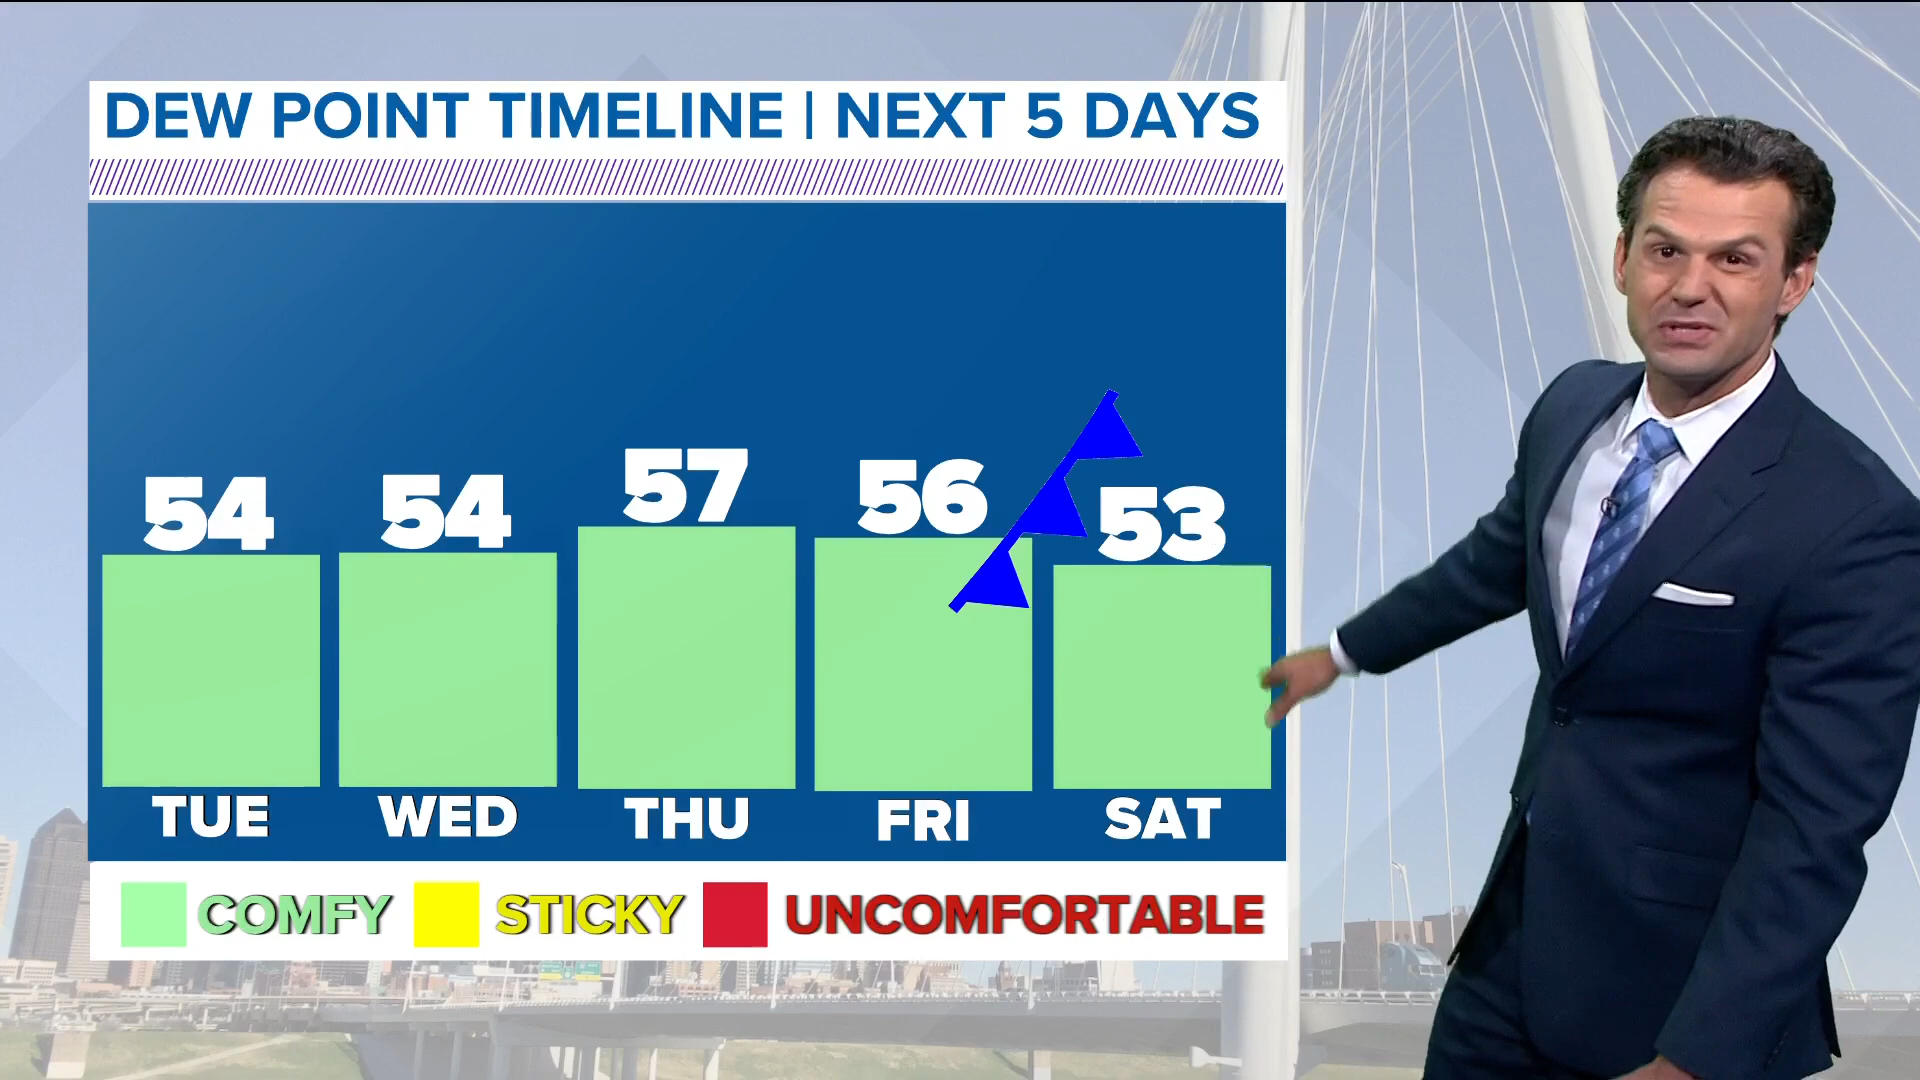 DEW POINT TIMELINE | NEXT 5 DAYS
54 54 57 56 53
TUE WED THU FRI SAT
COMFY STICKY UNCOMFORTABLE